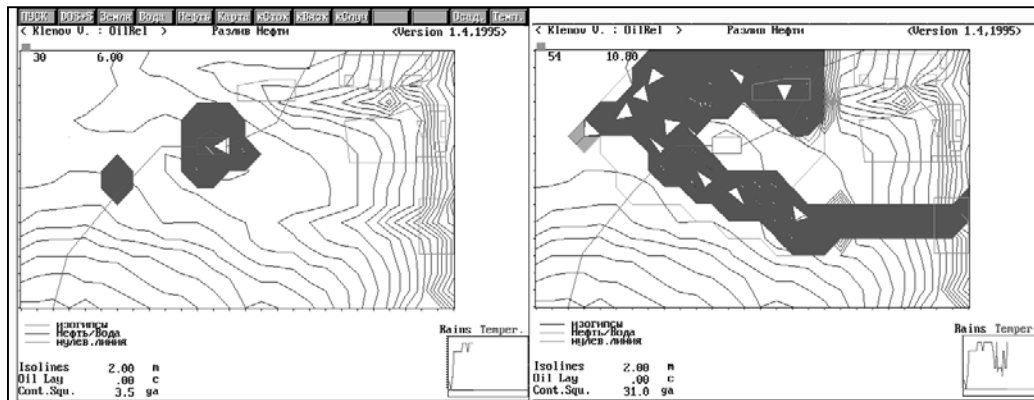 ПУСК DOS+S Земля Вода Нефть Карта кСток кВязк кСлуч Осад. Темп.
< Klenov V. : OilRel > Разлив Нефти <Version 1.4,1995>
30 6.00
изогипсы
Нефть/Вода
нулев.линия
Rains Temper.
Isolines 2.00 m
Oil Lay .00 c
Cont.Squ. 3.5 ga
< Klenov V. : OilRel > Разлив Нефти <Version 1.4,1995>
54 10.80
изогипсы
Нефть/Вода
нулев.линия
Rains Temper
Isolines 2.00 m
Oil Lay .00 c
Cont.Squ. 31.0 ga